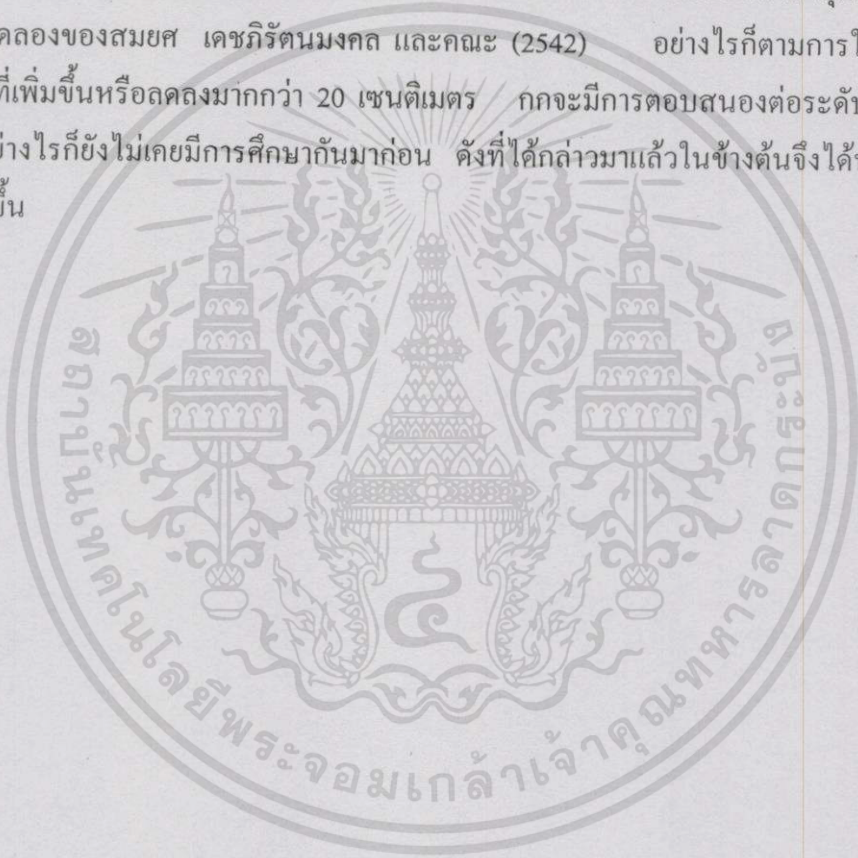 ดลองของสมยศ เดชภิรัตนมงคล และคณะ (2542) อย่างไรก็ตามการใ
ที่เพิ่มขึ้นหรือลดลงมากกว่า 20 เซนติเมตร กกจะมีการตอบสนองต่อระดั
ย่างไรก็ยังไม่เคยมีการศึกษากันมาก่อน ดังที่ได้กล่าวมาแล้วในข้างต้นจึงได้
ขึ้น
สถาบันเทคโนโลยีพระจอมเกล้าเจ้าคุณทหารลาดกระบัง